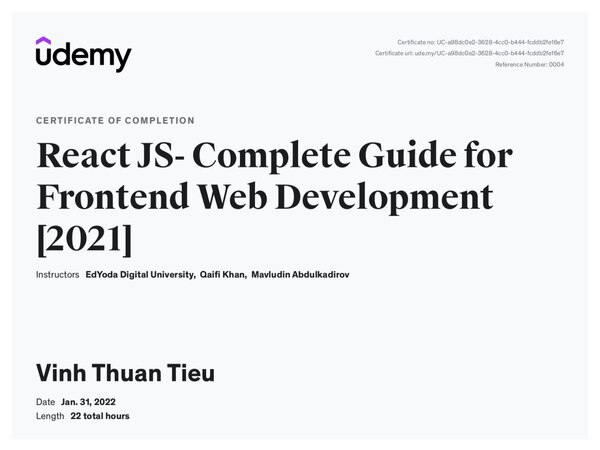 udemy
Certificate no: UC-a98dc0e2-3628-4cc0-b444-fcddb2fe16e7
Certificate url: ude.my/UC-a98dc0e2-3628-4cc0-b444-fcddb2fe16e7
Reference Number: 0004
CERTIFICATE OF COMPLETION
React JS- Complete Guide for
Frontend Web Development
[2021]
Instructors EdYoda Digital University, Qaifi Khan, Mavludin Abdulkadirov
Vinh Thuan Tieu
Date Jan. 31, 2022
Length 22 total hours